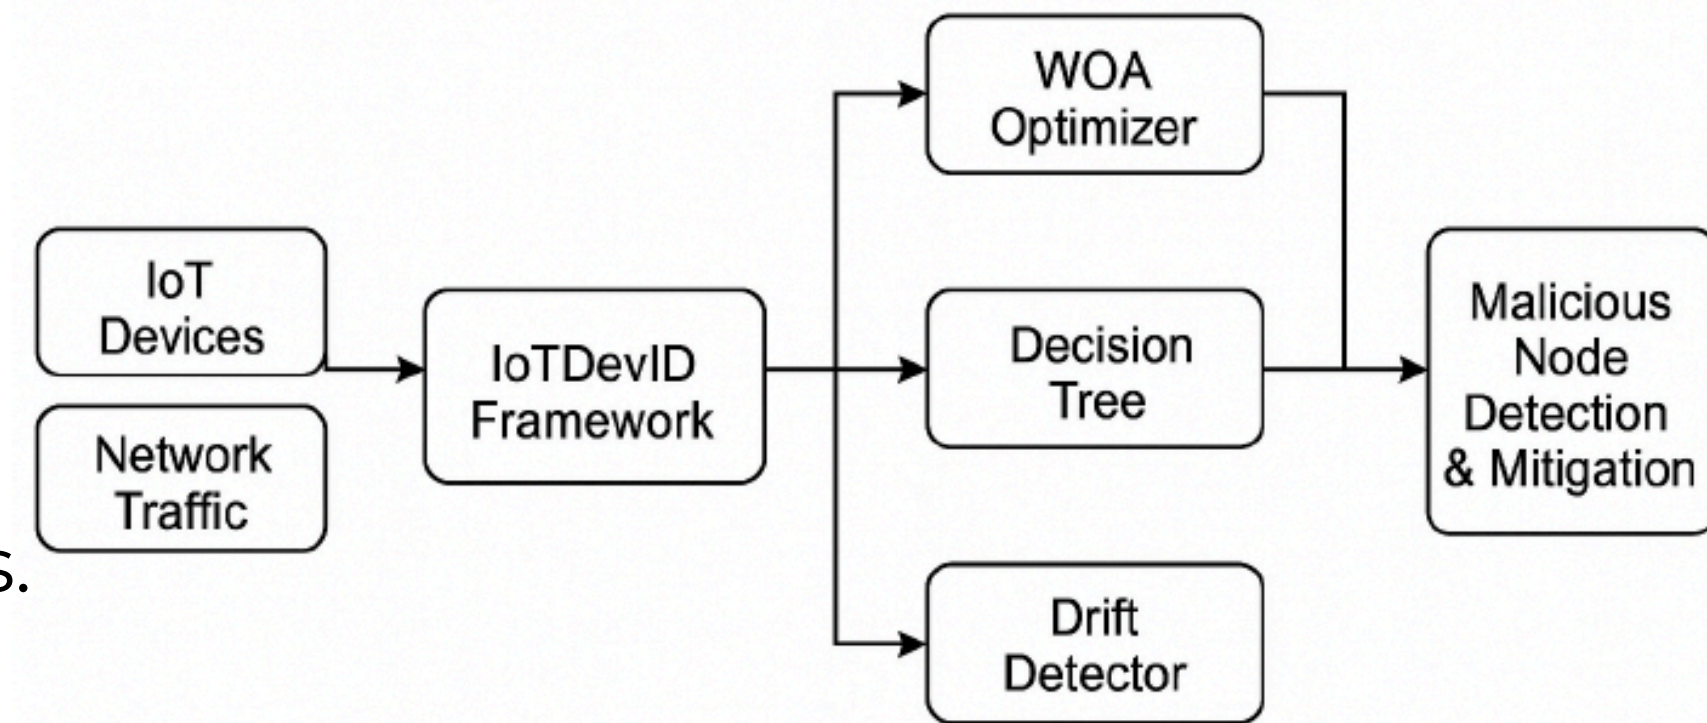 IoT
Devices
Network
Traffic
s.
IoTDevID
Framework
WOA
Optimizer
Decision
Tree
Drift
Detector
Malicious
Node
Detection
& Mitigation